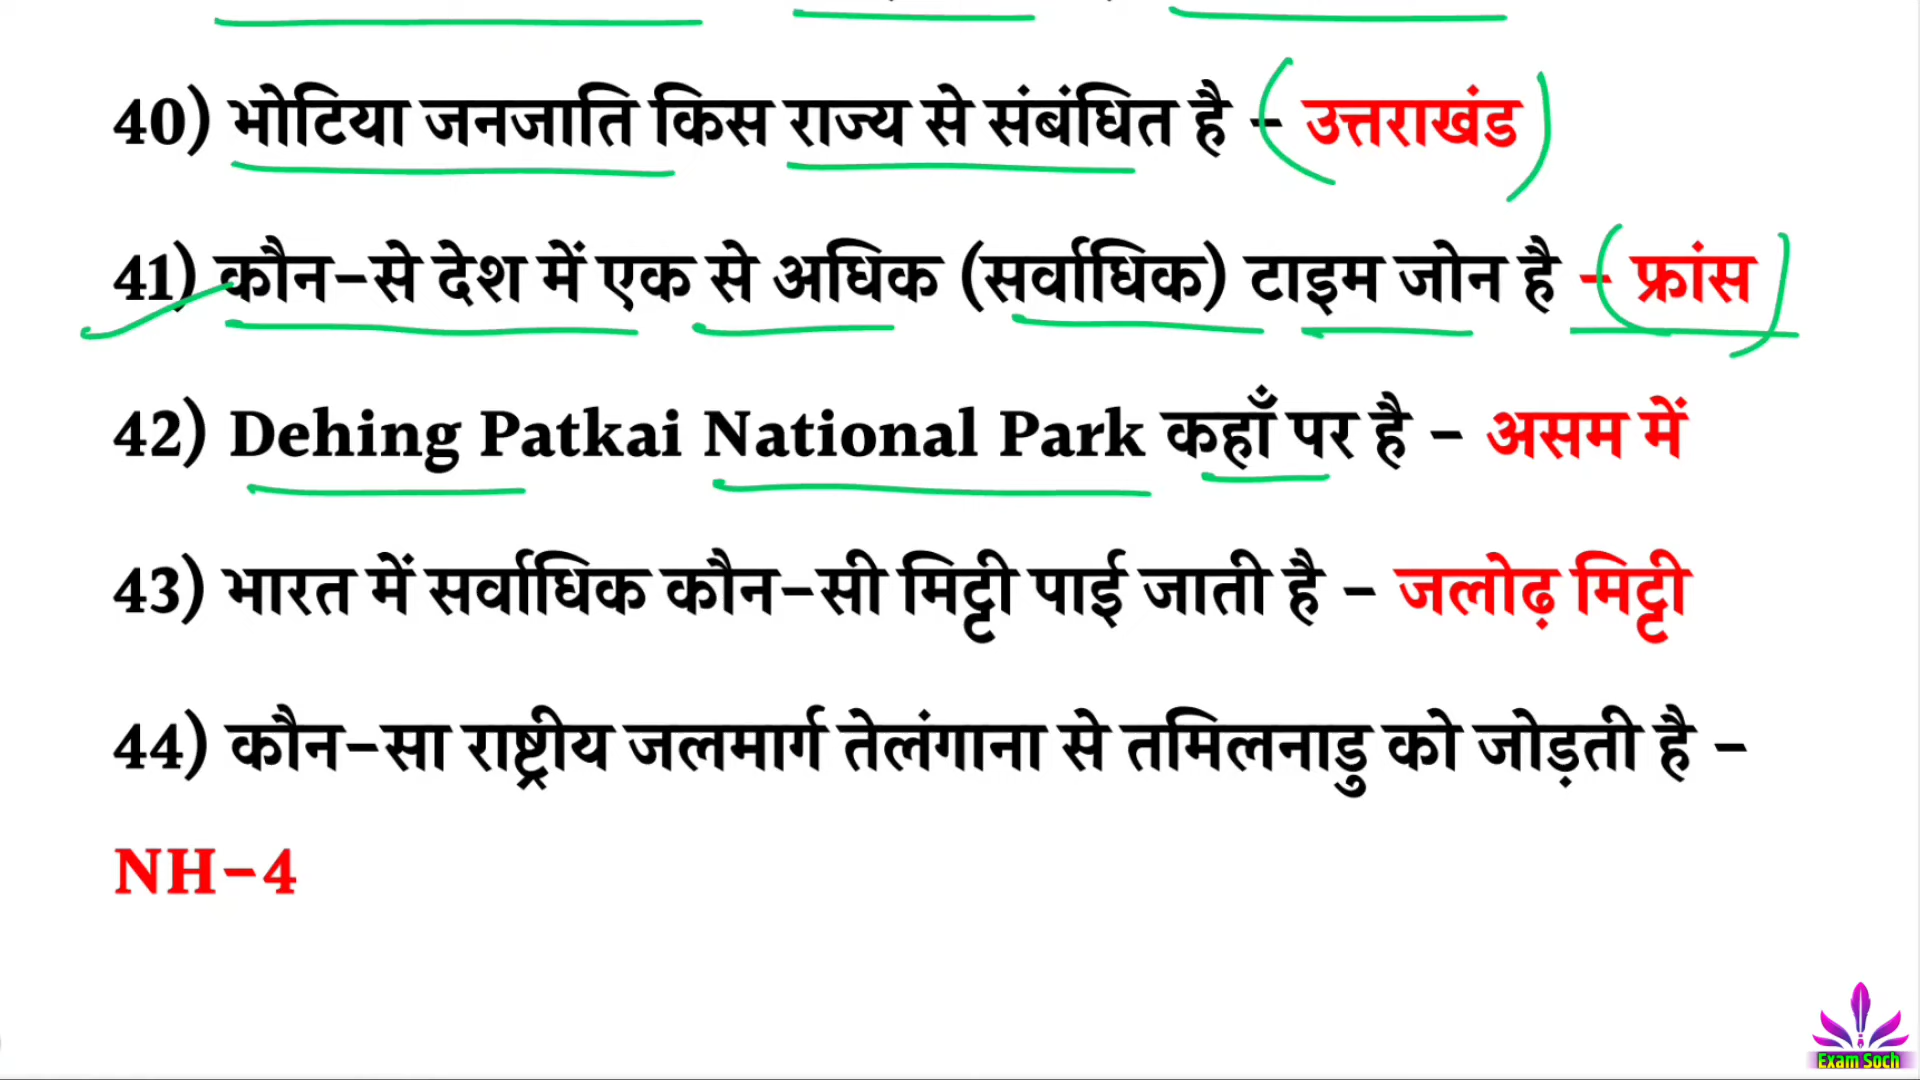 40) भोटिया जनजाति किस राज्य से संबंधित है - उत्तराखंड
41) कौन-से देश में एक से अधिक (सर्वाधिक) टाइम जोन है - फ्रांस
42) Dehing Patkai National Park कहाँ पर है - असम में
43) भारत में सर्वाधिक कौन-सी मिट्टी पाई जाती है - जलोढ़ मिट्टी
44) कौन-सा राष्ट्रीय जलमार्ग तेलंगाना से तमिलनाडु को जोड़ती है -
NH-4
Exam Soch